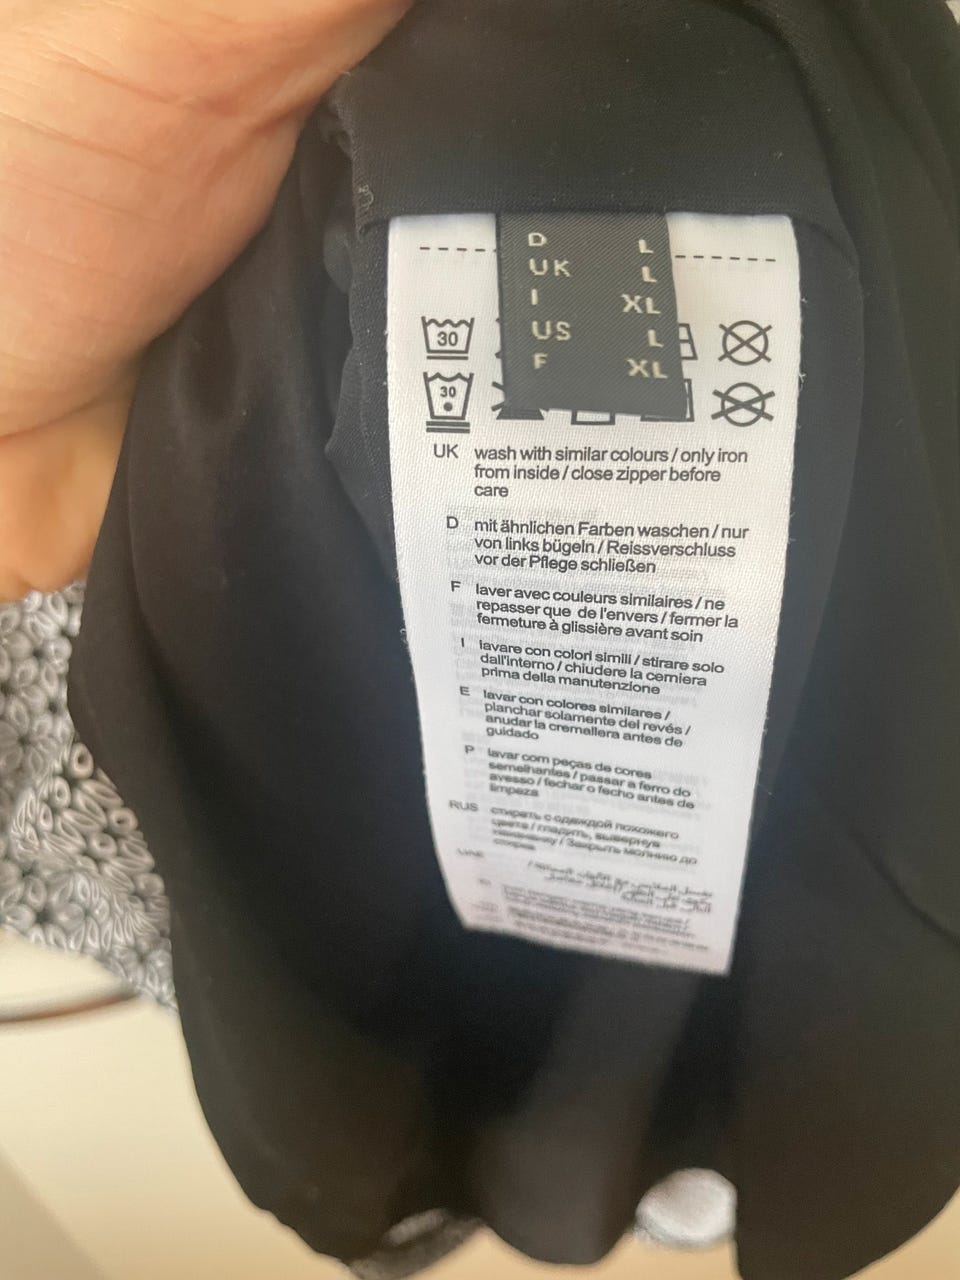 D L
UK L
I XL
US L
F XL
30
30
UK wash with similar colours / only iron
from inside / close zipper before
care
D mit ähnlichen Farben waschen / nur
von links bügeln / Reissverschluss
vor der Pflege schließen
F laver avec couleurs similaires / ne
repasser que de l'envers / fermer la
fermeture à glissière avant soin
I lavare con colori simili / stirare solo
dall'interno / chiudere la cerniera
prima della manutenzione
E lavar con colores similares /
planchar solamente del revés /
anudar la cremallera antes de
guidado
P lavar com peças de cores
semelhantes / passar a ferro do
avesso / fechar o fecho antes de
limpeza
RUS стирать с одеждой похожего
цвета / гладить, вывернув
/ Закрыть молнию до